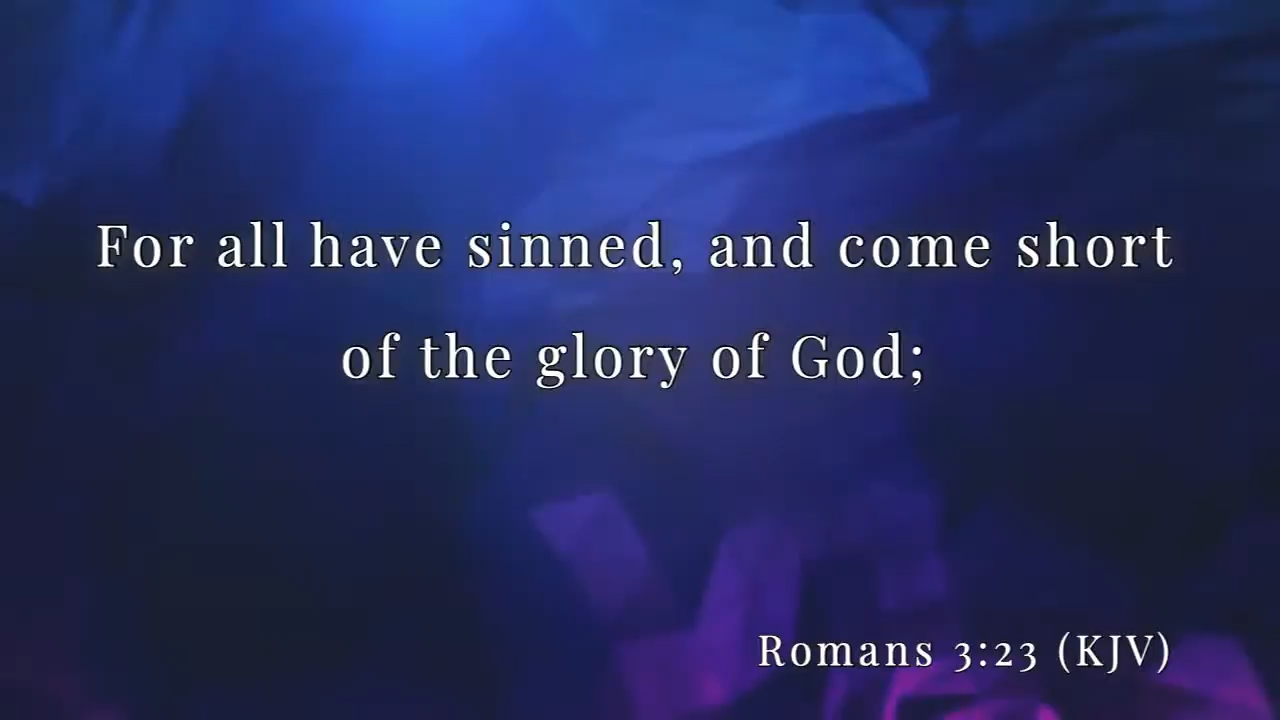 For all have sinned, and come short
of the glory of God;
Romans 3:23 (KJV)